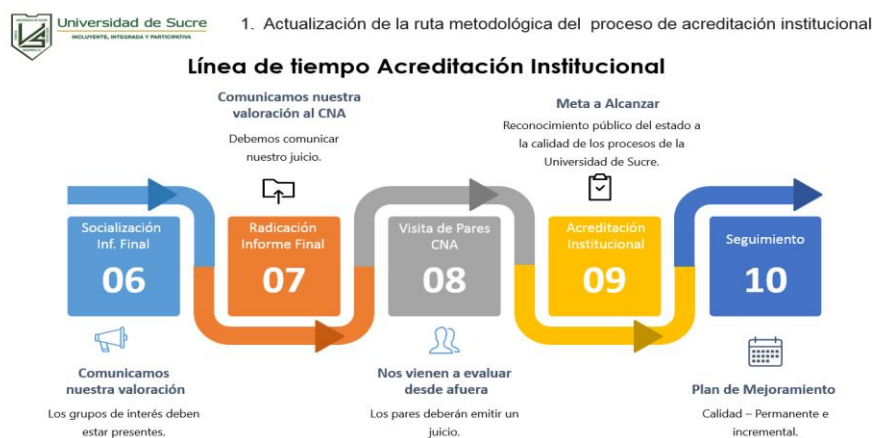 Universidad de Sucre
INCLUYENTE, INTEGRADA Y PARTICIPATIVA
1. Actualización de la ruta metodológica del proceso de acreditación institucional
Línea de tiempo Acreditación Institucional
Comunicamos nuestra
valoración al CNA
Debemos comunicar
nuestro juicio.
Meta a Alcanzar
Reconocimiento público del estado a
la calidad de los procesos de la
Universidad de Sucre.
Socialización
Inf. Final
06
Radicación
Informe Final
07
Visita de Pares
CNA
08
Acreditación
Institucional
09
Seguimiento
10
Comunicamos
nuestra valoración
Los grupos de interés deben
estar presentes.
Nos vienen a evaluar
desde afuera
Los pares deberán emitir un
juicio.
Plan de Mejoramiento
Calidad – Permanente e
incremental.